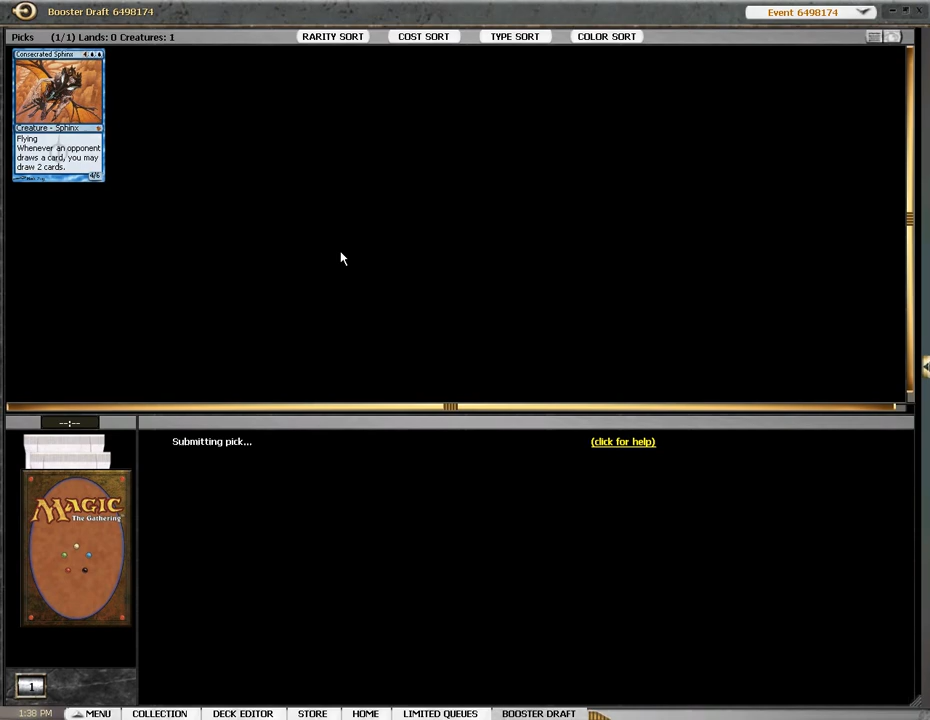 Booster Draft 6498174
Event 6498174
Picks (1/1) Lands: 0 Creatures: 1
RARITY SORT
COST SORT
TYPE SORT
COLOR SORT
Consecrated Sphinx
Creature - Sphinx
Flying
Whenever an opponent
draws a card, you may
draw 2 cards.
4/6
--:--
Submitting pick...
(click for help)
MAGIC
The Gathering
1
1:38 PM
MENU
COLLECTION
DECK EDITOR
STORE
HOME
LIMITED QUEUES
BOOSTER DRAFT